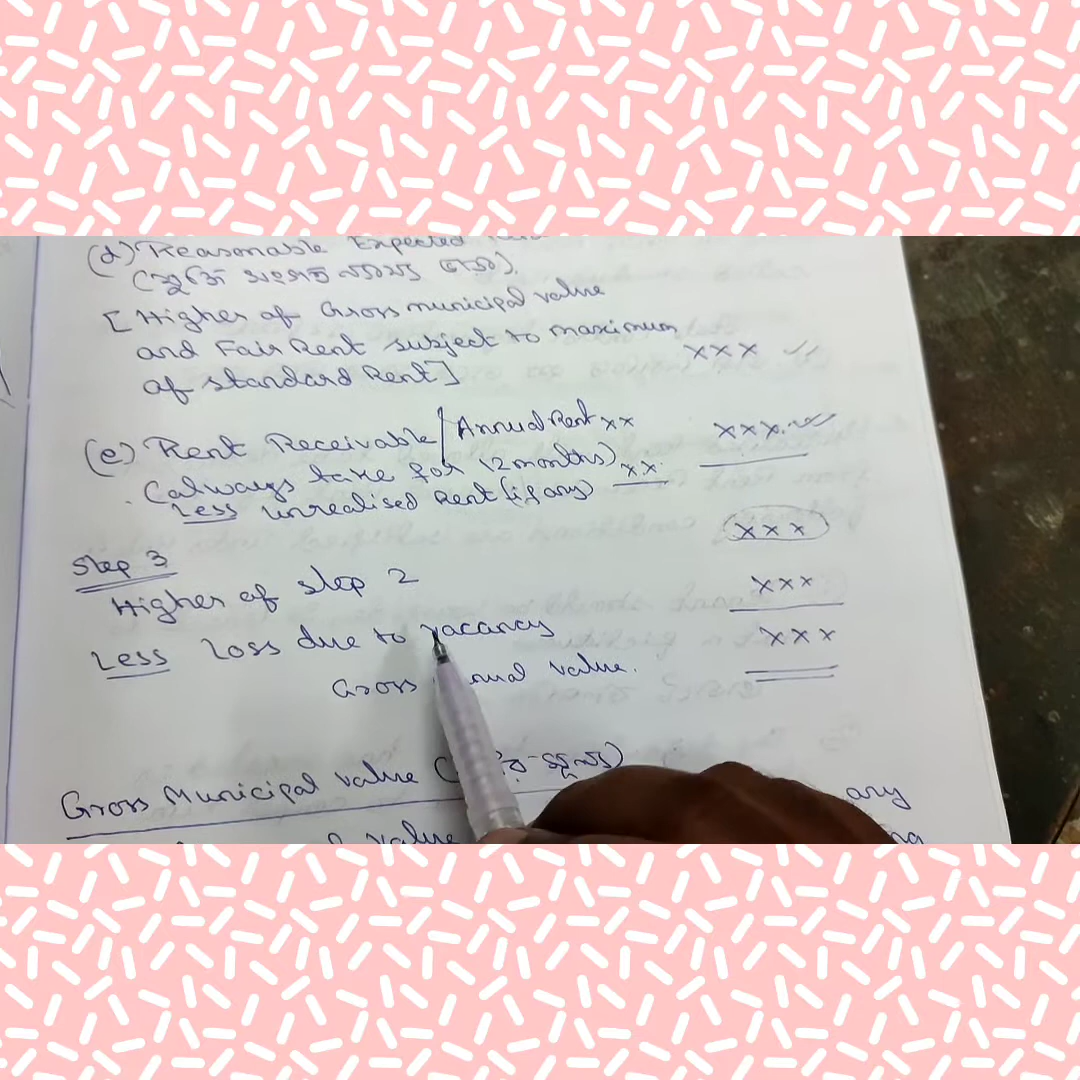 (d) Reasonable Expected
[Higher of Gross municipal value
and Fair Rent subject to maximum
of standard Rent] xxx
(e) Rent Receivable / Annual Rent xx xxx
(always take for 12 months)
Less unrealised Rent (if any) xx
xxx
Step 3
Higher of step 2 xxx
Less Loss due to vacancy xxx
Gross value.
Gross Municipal value
any
value